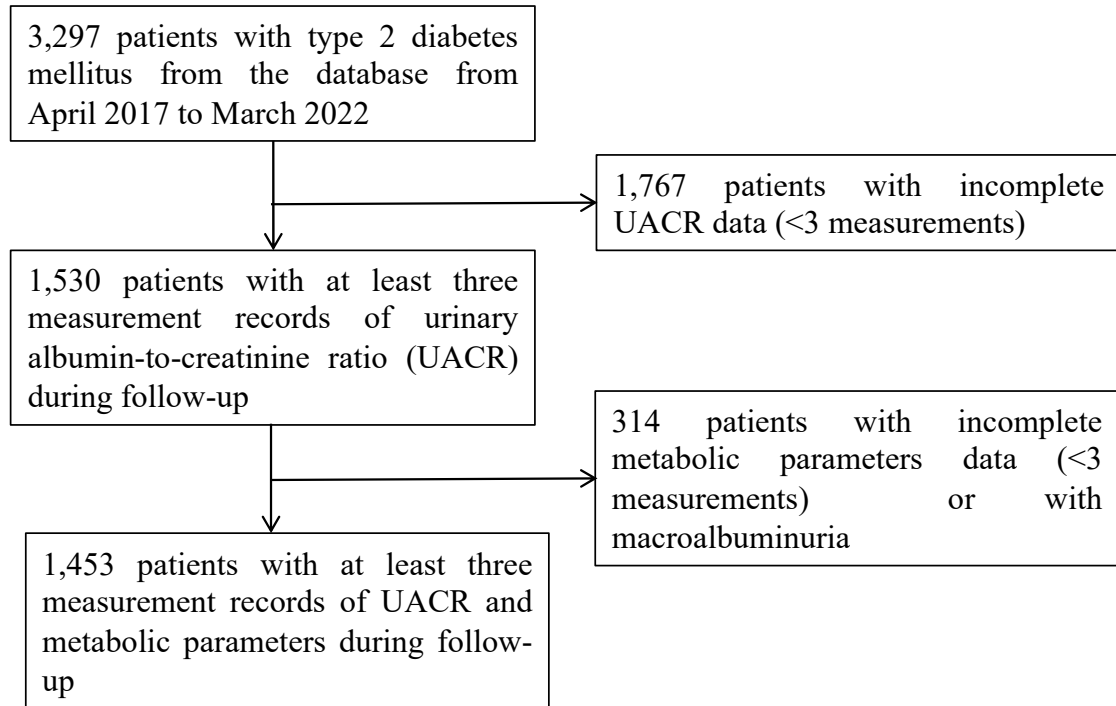 3,297 patients with type 2 diabetes
mellitus from the database from
April 2017 to March 2022
1,767 patients with incomplete
UACR data (<3 measurements)
1,530 patients with at least three
measurement records of urinary
albumin-to-creatinine ratio (UACR)
during follow-up
314 patients with incomplete
metabolic parameters data (<3
measurements) or with
macroalbuminuria
1,453 patients with at least three
measurement records of UACR and
metabolic parameters during follow-
up